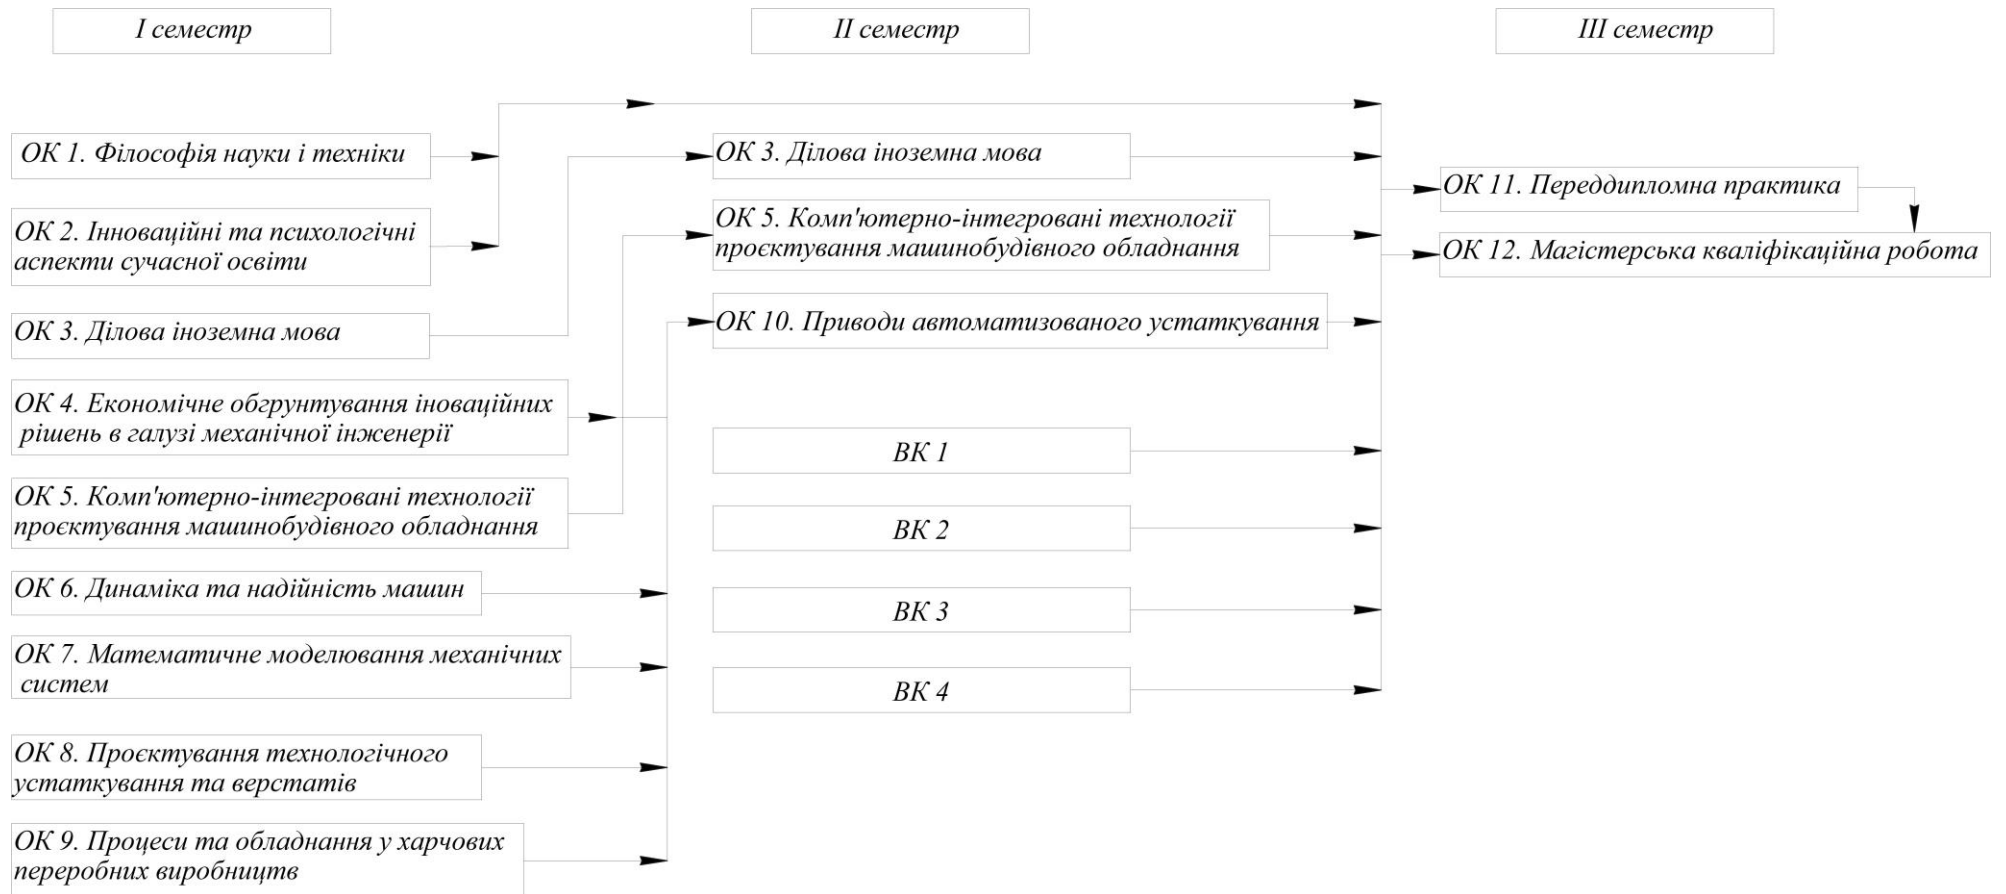 I семестр
II семестр
III семестр
ОК 1. Філософія науки і техніки
ОК 2. Інноваційні та психологічні
аспекти сучасної освіти
ОК 3. Ділова іноземна мова
ОК 4. Економічне обгрунтування іноваційних
рішень в галузі механічної інженерії
ОК 5. Комп'ютерно-інтегровані технології
проєктування машинобудівного обладнання
ОК 6. Динаміка та надійність машин
ОК 7. Математичне моделювання механічних
систем
ОК 8. Проєктування технологічного
устаткування та верстатів
ОК 9. Процеси та обладнання у харчових
переробних виробництв
ОК 3. Ділова іноземна мова
ОК 5. Комп'ютерно-інтегровані технології
проєктування машинобудівного обладнання
ОК 10. Приводи автоматизованого устаткування
ВК 1
ВК 2
ВК 3
ВК 4
ОК 11. Переддипломна практика
ОК 12. Магістерська кваліфікаційна робота